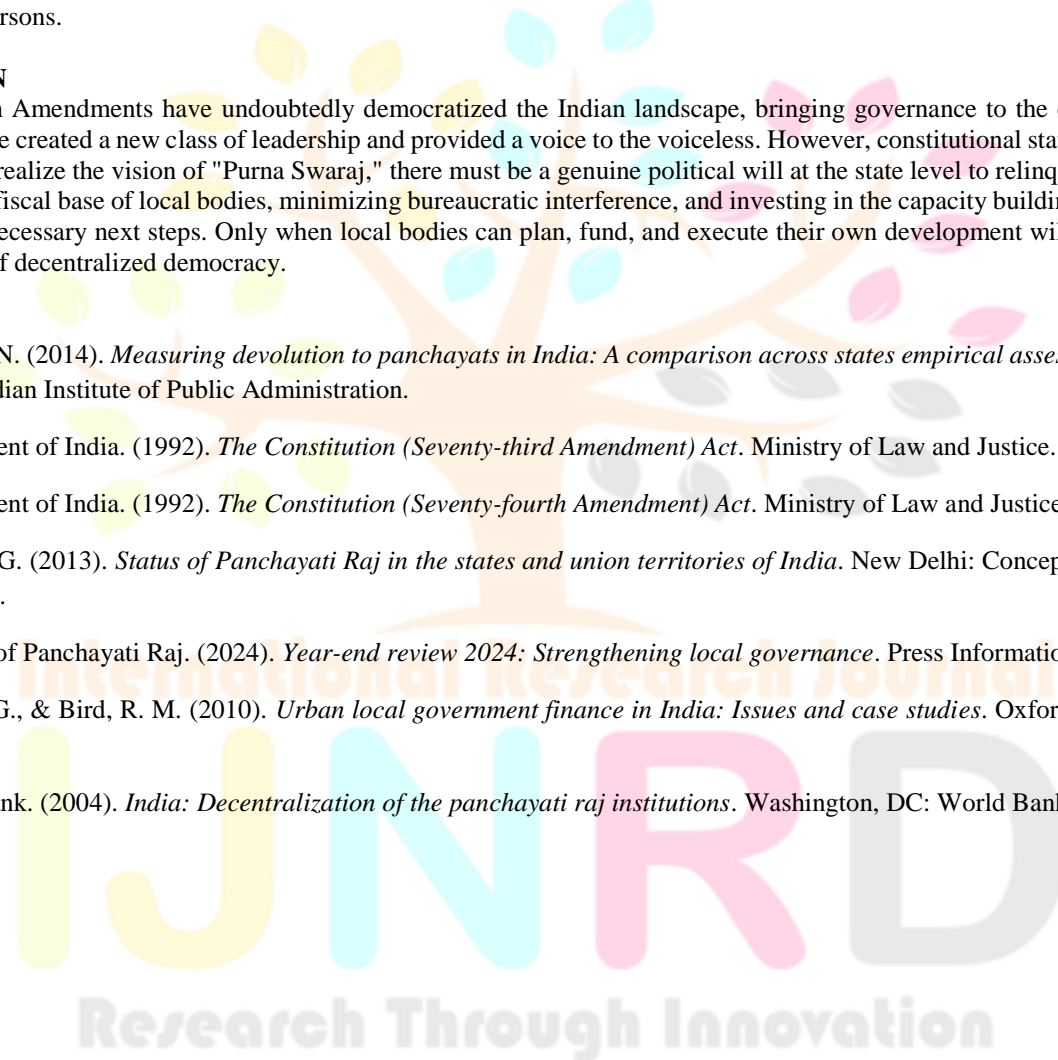 rsons.
N
Amendments have undoubtedly democratized the Indian landscape, bringing governance to the
e created a new class of leadership and provided a voice to the voiceless. However, constitutional sta
realize the vision of "Purna Swaraj," there must be a genuine political will at the state level to relinq
fiscal base of local bodies, minimizing bureaucratic interference, and investing in the capacity buildin
ecessary next steps. Only when local bodies can plan, fund, and execute their own development wil
f decentralized democracy.
N. (2014). Measuring devolution to panchayats in India: A comparison across states empirical asses
dian Institute of Public Administration.
ent of India. (1992). The Constitution (Seventy-third Amendment) Act. Ministry of Law and Justice.
ent of India. (1992). The Constitution (Seventy-fourth Amendment) Act. Ministry of Law and Justice
G. (2013). Status of Panchayati Raj in the states and union territories of India. New Delhi: Concep
.
of Panchayati Raj. (2024). Year-end review 2024: Strengthening local governance. Press Informatio
International Research Journal
G., & Bird, R. M. (2010). Urban local government finance in India: Issues and case studies. Oxfor
nk. (2004). India: Decentralization of the panchayati raj institutions. Washington, DC: World Bank
IJNRD
Research Through Innovation